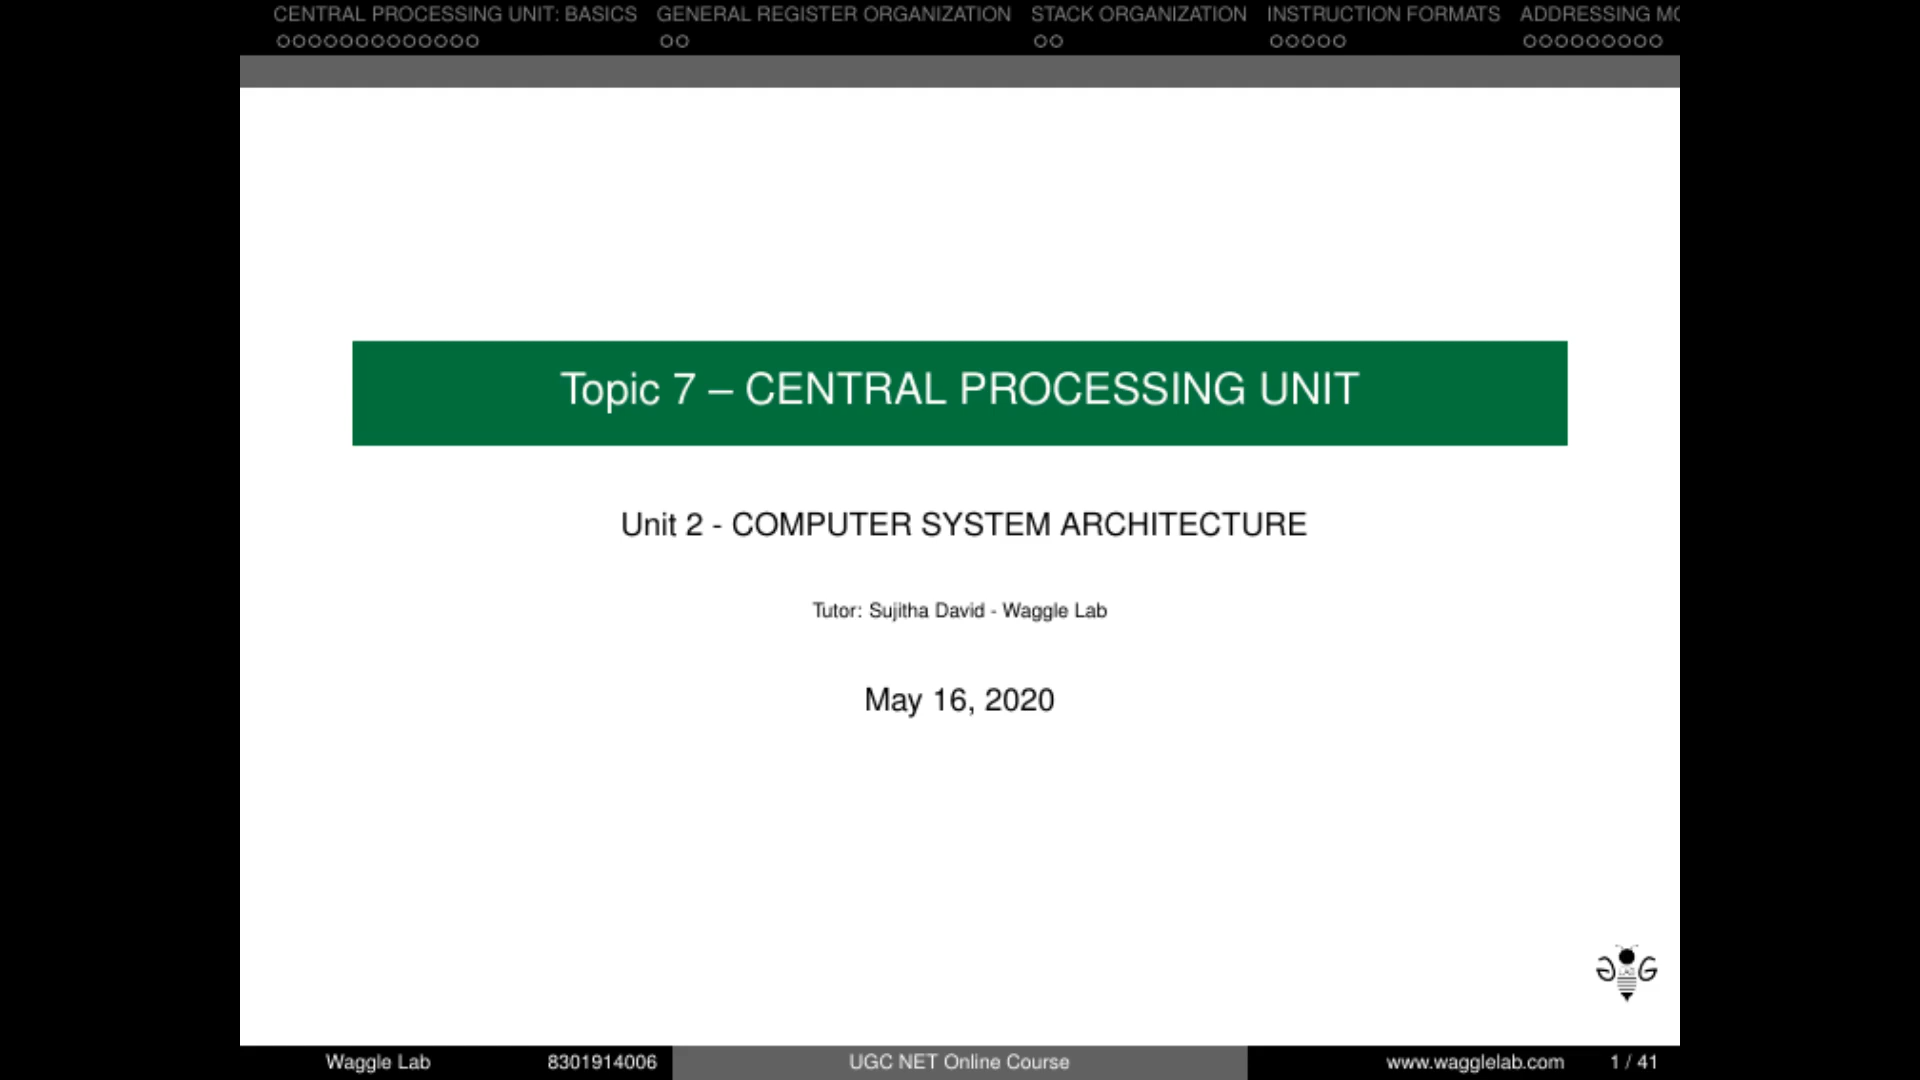 CENTRAL PROCESSING UNIT: BASICS GENERAL REGISTER ORGANIZATION STACK ORGANIZATION INSTRUCTION FORMATS ADDRESSING
Topic 7 – CENTRAL PROCESSING UNIT
Unit 2 - COMPUTER SYSTEM ARCHITECTURE
Tutor: Sujitha David - Waggle Lab
May 16, 2020
Waggle Lab 8301914006 UGC NET Online Course www.wagglelab.com 1 / 41